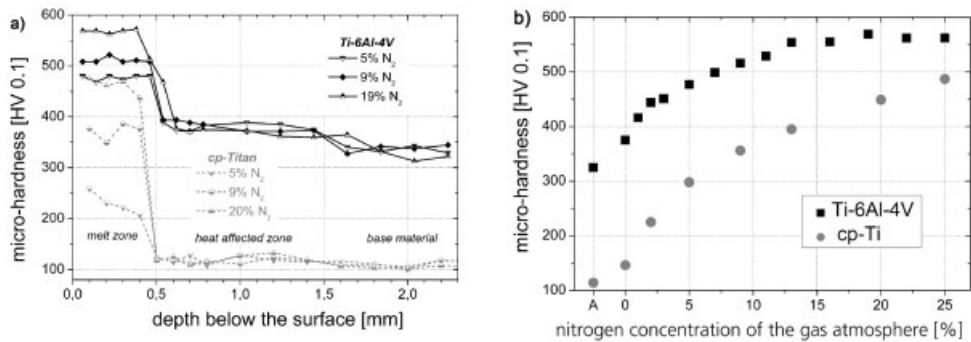 a)
micro-hardness [HV 0.1]
600
500
400
300
200
100
Ti-6Al-4V
5% N2
9% N2
19% N2
cp-Titan
5% N2
9% N2
20% N2
melt zone
heat affected zone
base material
0,0
0,5
1,0
1,5
2,0
depth below the surface [mm]
b)
micro-hardness [HV 0.1]
600
500
400
300
200
100
Ti-6Al-4V
cp-Ti
A
0
5
10
15
20
25
nitrogen concentration of the gas atmosphere [%]